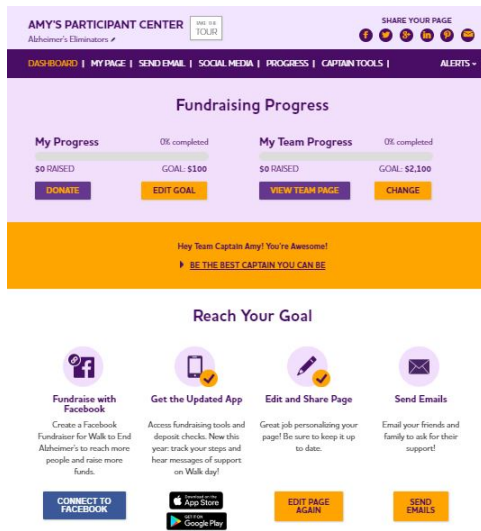 AMY'S PARTICIPANT CENTER
TOUR
SHARE YOUR PAGE
Alzheimer's Eliminators
DASHBOARD | MY PAGE | SEND EMAIL | SOCIAL MEDIA | PROGRESS | CAPTAIN TOOLS | ALERTS
Fundraising Progress
My Progress 0% completed
$0 RAISED GOAL: $100
DONATE EDIT GOAL
My Team Progress 0% completed
$0 RAISED GOAL: $2,100
VIEW TEAM PAGE CHANGE
Hey Team Captain Amy! You're Awesome!
BE THE BEST CAPTAIN YOU CAN BE
Reach Your Goal
Fundraise with
Facebook
Create a Facebook
Fundraiser for Walk to End
Alzheimer's to reach more
people and raise more
funds.
CONNECT TO
FACEBOOK
Get the Updated App
Access fundraising tools and
deposit checks. New this
year: track your steps and
hear messages of support
on Walk day!
Download on the
App Store
GET IT ON
Google Play
Edit and Share Page
Great job personalizing your
page! Be sure to keep it up
to date.
EDIT PAGE
AGAIN
Send Emails
Email your friends and
family to ask for their
support!
SEND
EMAILS